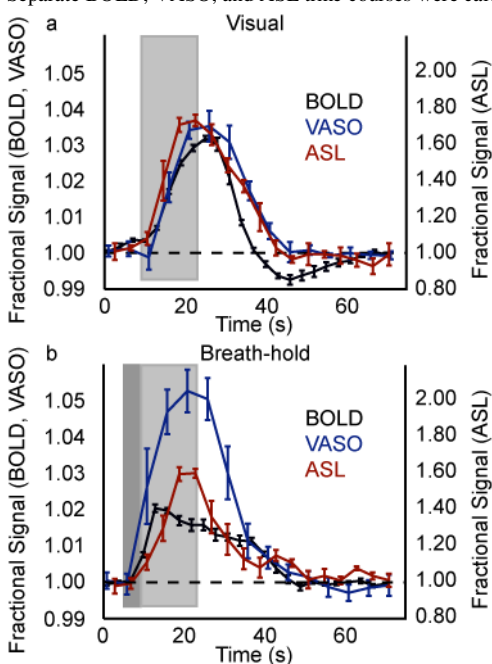 a Visual
Fractional Signal (BOLD, VASO)
1.05
1.04
1.03
1.02
1.01
1.00
0.99
BOLD
VASO
ASL
2.00
1.80
1.60
1.40
1.20
1.00
0.80
Fractional Signal (ASL)
0 20 40 60
Time (s)
b Breath-hold
Fractional Signal (BOLD, VASO)
1.05
1.04
1.03
1.02
1.01
1.00
0.99
BOLD
VASO
ASL
2.00
1.80
1.60
1.40
1.20
1.00
0.80
Fractional Signal (ASL)
0 20 40 60
Time (s)